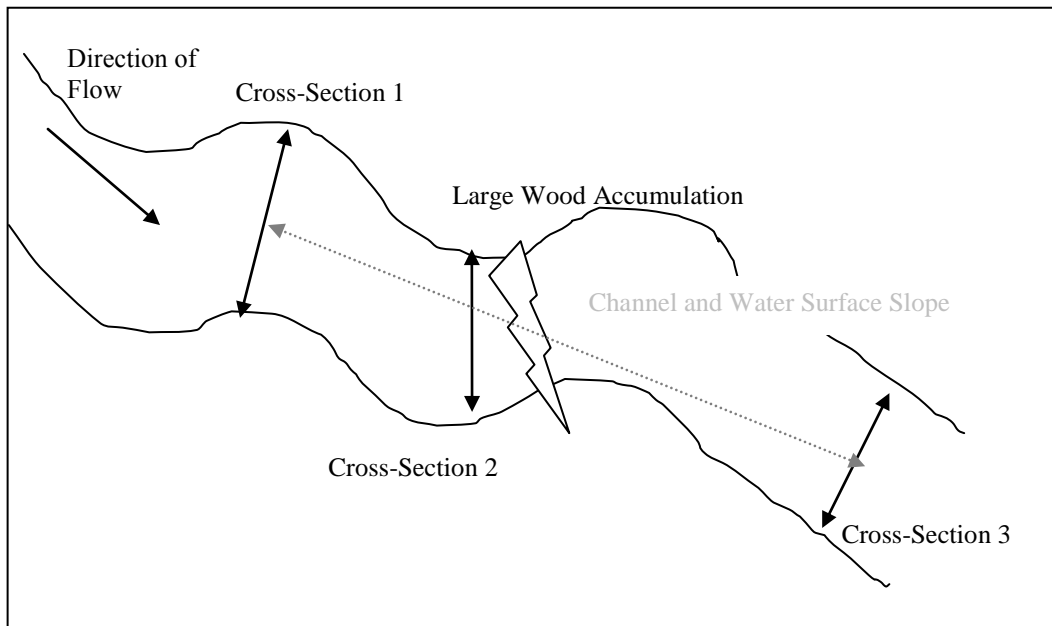 Direction of
Flow
Cross-Section 1
Large Wood Accumulation
Channel and Water Surface Slope
Cross-Section 2
Cross-Section 3